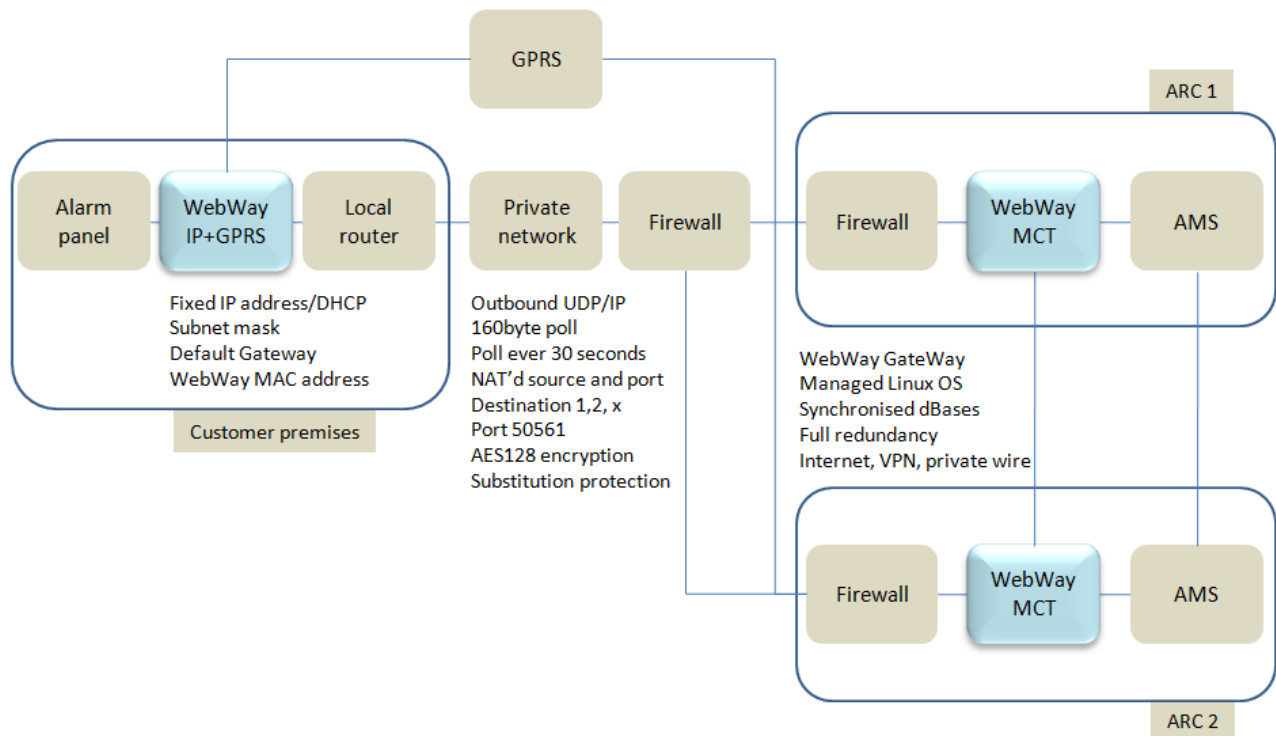 GPRS
ARC 1
Alarm
panel
WebWay
IP+GPRS
Local
router
Private
network
Firewall
Firewall
WebWay
MCT
AMS
Fixed IP address/DHCP
Subnet mask
Default Gateway
WebWay MAC address
Customer premises
Outbound UDP/IP
160byte poll
Poll ever 30 seconds
NAT'd source and port
Destination 1,2, x
Port 50561
AES128 encryption
Substitution protection
WebWay GateWay
Managed Linux OS
Synchronised dBases
Full redundancy
Internet, VPN, private wire
Firewall
WebWay
MCT
AMS
ARC 2